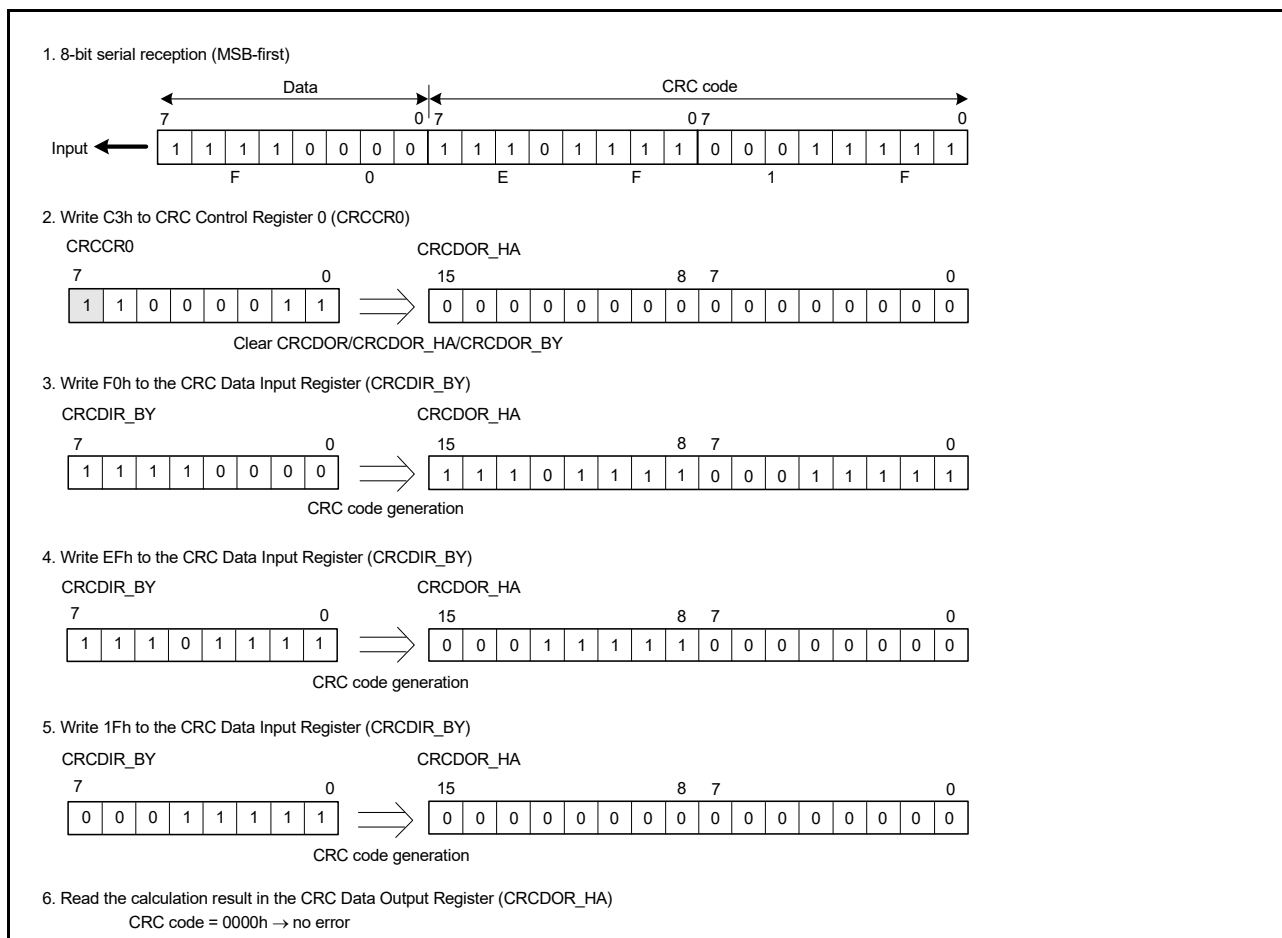 1. 8-bit serial reception (MSB-first)
Data CRC code
7 0 7 0 7 0
Input 1 1 1 1 0 0 0 0 1 1 1 0 1 1 1 1 0 0 0 1 1 1 1 1
F 0 E F 1 F
2. Write C3h to CRC Control Register 0 (CRCCR0)
CRCCR0 CRCDOR_HA
7 0 15 8 7 0
1 1 0 0 0 0 1 1 0 0 0 0 0 0 0 0 0 0 0 0 0 0 0 0
Clear CRCDOR/CRCDOR_HA/CRCDOR_BY
3. Write F0h to the CRC Data Input Register (CRCDIR_BY)
CRCDIR_BY CRCDOR_HA
7 0 15 8 7 0
1 1 1 1 0 0 0 0 1 1 1 0 1 1 1 1 0 0 0 1 1 1 1 1
CRC code generation
4. Write EFh to the CRC Data Input Register (CRCDIR_BY)
CRCDIR_BY CRCDOR_HA
7 0 15 8 7 0
1 1 1 0 1 1 1 1 0 0 0 1 1 1 1 1 0 0 0 0 0 0 0 0
CRC code generation
5. Write 1Fh to the CRC Data Input Register (CRCDIR_BY)
CRCDIR_BY CRCDOR_HA
7 0 15 8 7 0
0 0 0 1 1 1 1 1 0 0 0 0 0 0 0 0 0 0 0 0 0 0 0 0
CRC code generation
6. Read the calculation result in the CRC Data Output Register (CRCDOR_HA)
CRC code = 0000h → no error